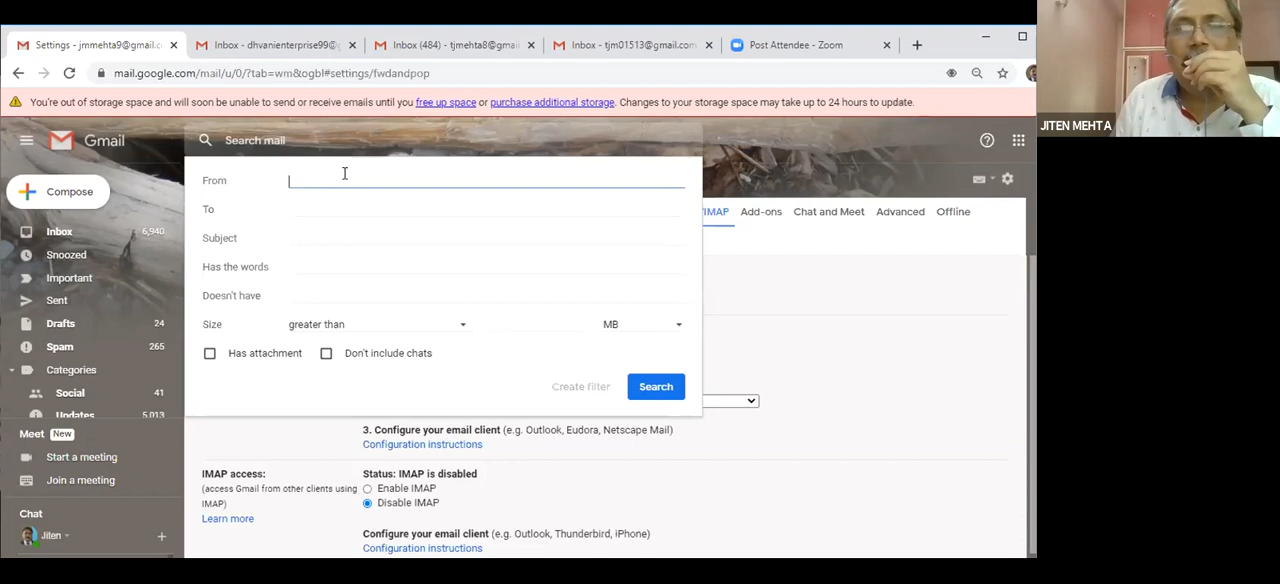 Settings - jmmehta9@gmail.c
Inbox - dhvanienterprise99@g
Inbox (484) - tjmehta8@gmail.
Inbox - tjm01513@gmail.com
Post Attendee - Zoom
mail.google.com/mail/u/0/?tab=wm&ogbl#settings/fwdandpop
You're out of storage space and will soon be unable to send or receive emails until you free up space or purchase additional storage. Changes to your storage space may take up to 24 hours to update.
JITEN MEHTA
Gmail
Search mail
Compose
From
To
Subject
Has the words
Doesn't have
Size greater than MB
Has attachment Don't include chats
Create filter Search
/IMAP Add-ons Chat and Meet Advanced Offline
Inbox 6,940
Snoozed
Important
Sent
Drafts 24
Spam 265
Categories
Social 41
Updates 5,013
Meet New
Start a meeting
Join a meeting
Chat
Jiten
3. Configure your email client (e.g. Outlook, Eudora, Netscape Mail)
Configuration instructions
IMAP access:
(access Gmail from other clients using
IMAP)
Learn more
Status: IMAP is disabled
Enable IMAP
Disable IMAP
Configure your email client (e.g. Outlook, Thunderbird, iPhone)
Configuration instructions